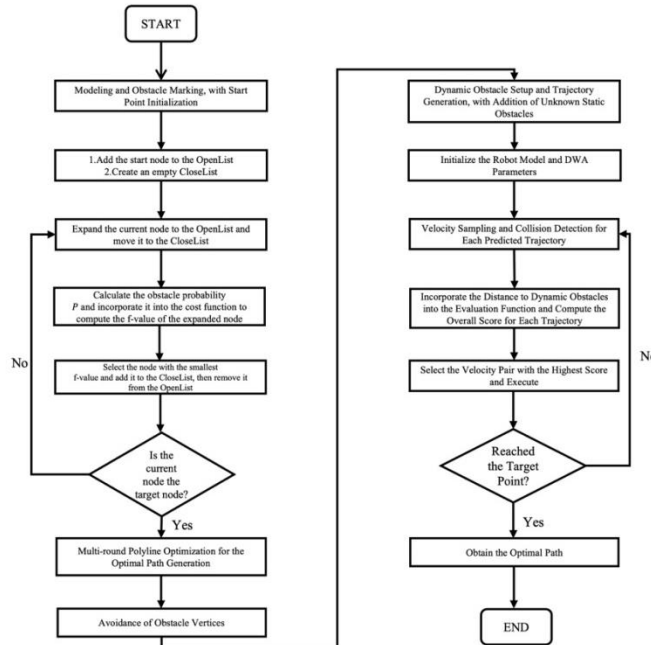 START
Modeling and Obstacle Marking, with Start
Point Initialization
1.Add the start node to the OpenList
2.Create an empty CloseList
Expand the current node to the OpenList and
move it to the CloseList
Calculate the obstacle probability
P and incorporate it into the cost function to
compute the f-value of the expanded node
No
Select the node with the smallest
f-value and add it to the CloseList, then remove it
from the OpenList
Is the
current
node the
target node?
Yes
Multi-round Polyline Optimization for the
Optimal Path Generation
Avoidance of Obstacle Vertices
Dynamic Obstacle Setup and Trajectory
Generation, with Addition of Unknown Static
Obstacles
Initialize the Robot Model and DWA
Parameters
Velocity Sampling and Collision Detection for
Each Predicted Trajectory
Incorporate the Distance to Dynamic Obstacles
into the Evaluation Function and Compute the
Overall Score for Each Trajectory
No
Select the Velocity Pair with the Highest Score
and Execute
Reached
the Target
Point?
Yes
Obtain the Optimal Path
END